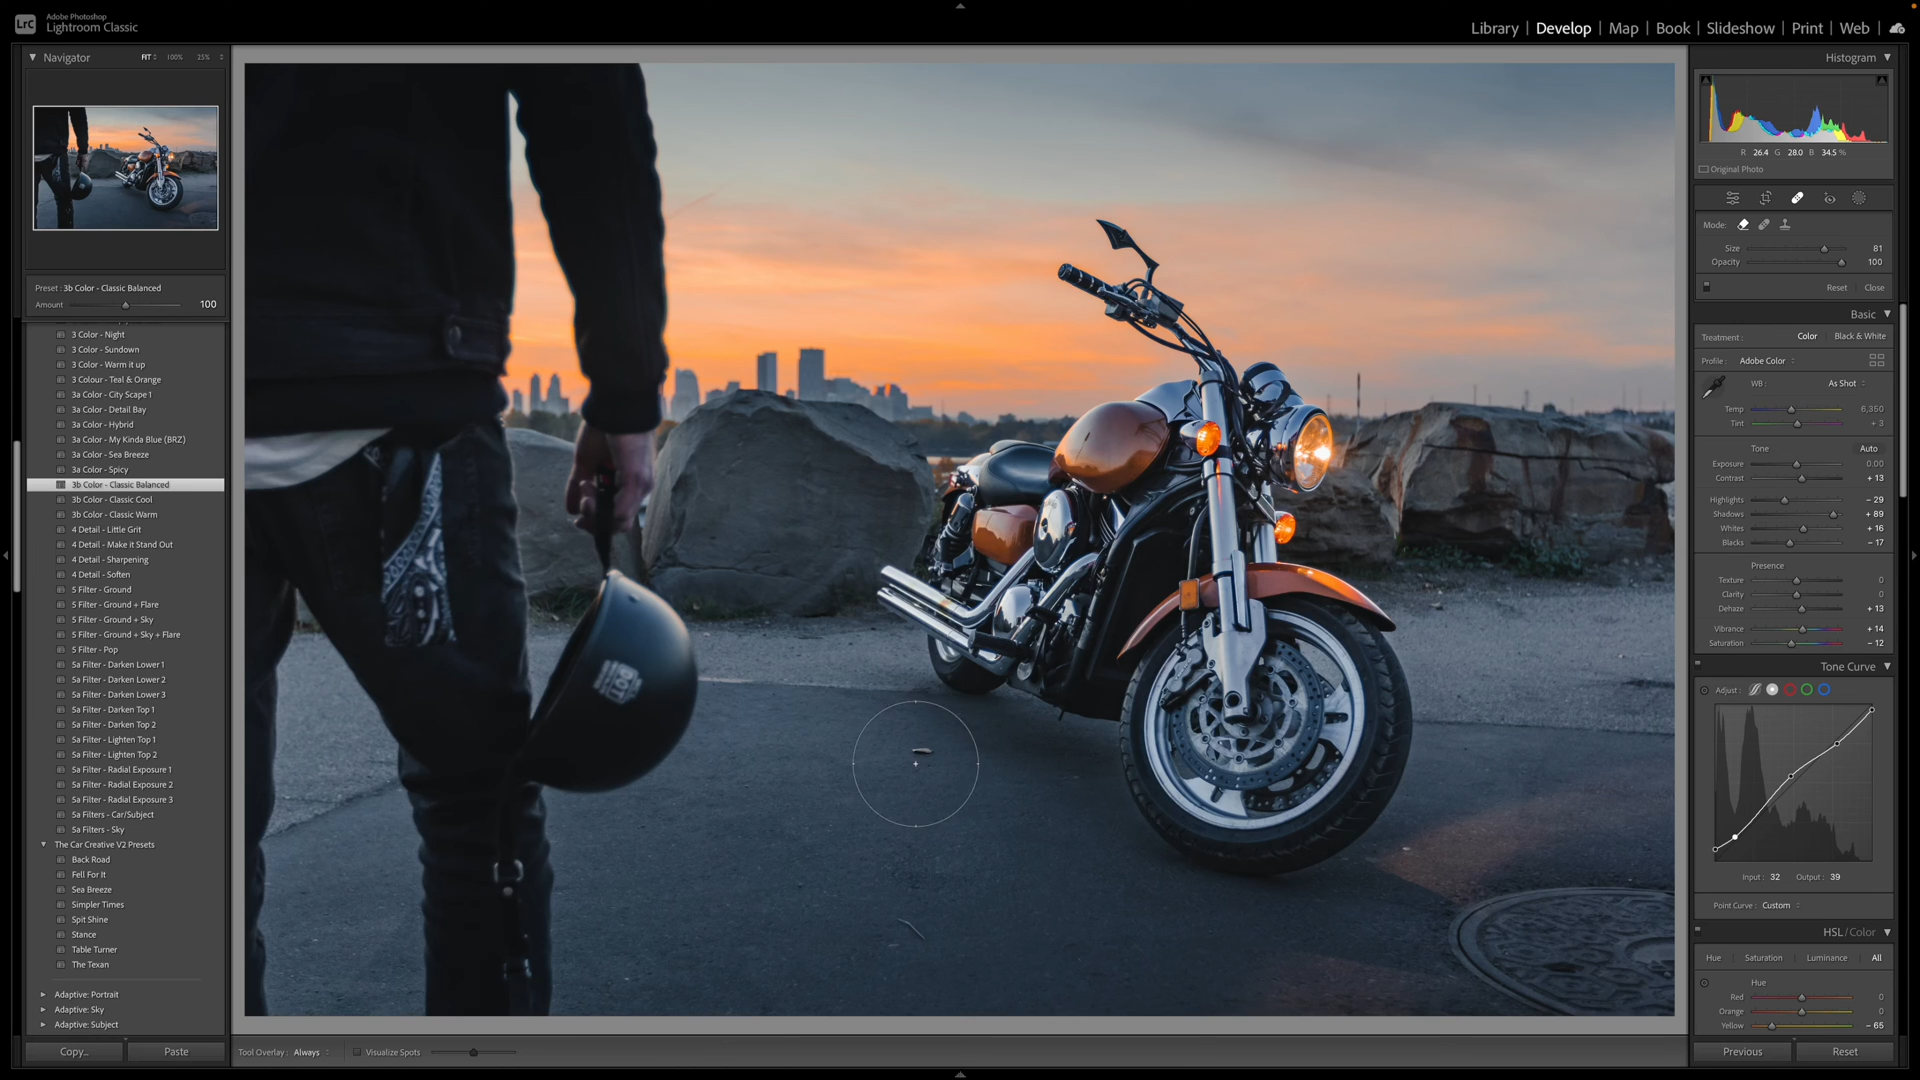 Lrc
Adobe Photoshop
Lightroom Classic
Library | Develop | Map | Book | Slideshow | Print | Web
Navigator FIT 100% 25%
Preset : 3b Color - Classic Balanced
Amount 100
3 Color - Night
3 Color - Sundown
3 Color - Warm it up
3 Colour - Teal & Orange
3a Color - City Scape 1
3a Color - Detail Bay
3a Color - Hybrid
3a Color - My Kinda Blue (BRZ)
3a Color - Sea Breeze
3a Color - Spicy
3b Color - Classic Balanced
3b Color - Classic Cool
3b Color - Classic Warm
4 Detail - Little Grit
4 Detail - Make it Stand Out
4 Detail - Sharpening
4 Detail - Soften
5 Filter - Ground
5 Filter - Ground + Flare
5 Filter - Ground + Sky
5 Filter - Ground + Sky + Flare
5 Filter - Pop
5a Filter - Darken Lower 1
5a Filter - Darken Lower 2
5a Filter - Darken Lower 3
5a Filter - Darken Top 1
5a Filter - Darken Top 2
5a Filter - Lighten Top 1
5a Filter - Lighten Top 2
5a Filter - Radial Exposure 1
5a Filter - Radial Exposure 2
5a Filter - Radial Exposure 3
5a Filters - Car/Subject
5a Filters - Sky
The Car Creative V2 Presets
Back Road
Fell For It
Sea Breeze
Simpler Times
Spit Shine
Stance
Table Turner
The Texan
Adaptive: Portrait
Adaptive: Sky
Adaptive: Subject
Copy... Paste
DOT
Tool Overlay : Always Visualize Spots
Histogram
R 26.4 G 28.0 B 34.5 %
Original Photo
Mode:
Size 81
Opacity 100
Reset Close
Basic
Treatment : Color Black & White
Profile : Adobe Color
WB : As Shot
Temp 6,350
Tint + 3
Tone Auto
Exposure 0.00
Contrast + 13
Highlights - 29
Shadows + 89
Whites + 16
Blacks - 17
Presence
Texture 0
Clarity 0
Dehaze + 13
Vibrance + 14
Saturation - 12
Tone Curve
Adjust :
Input : 32 Output : 39
Point Curve : Custom
HSL / Color
Hue Saturation Luminance All
Hue
Red 0
Orange 0
Yellow - 65
Previous Reset